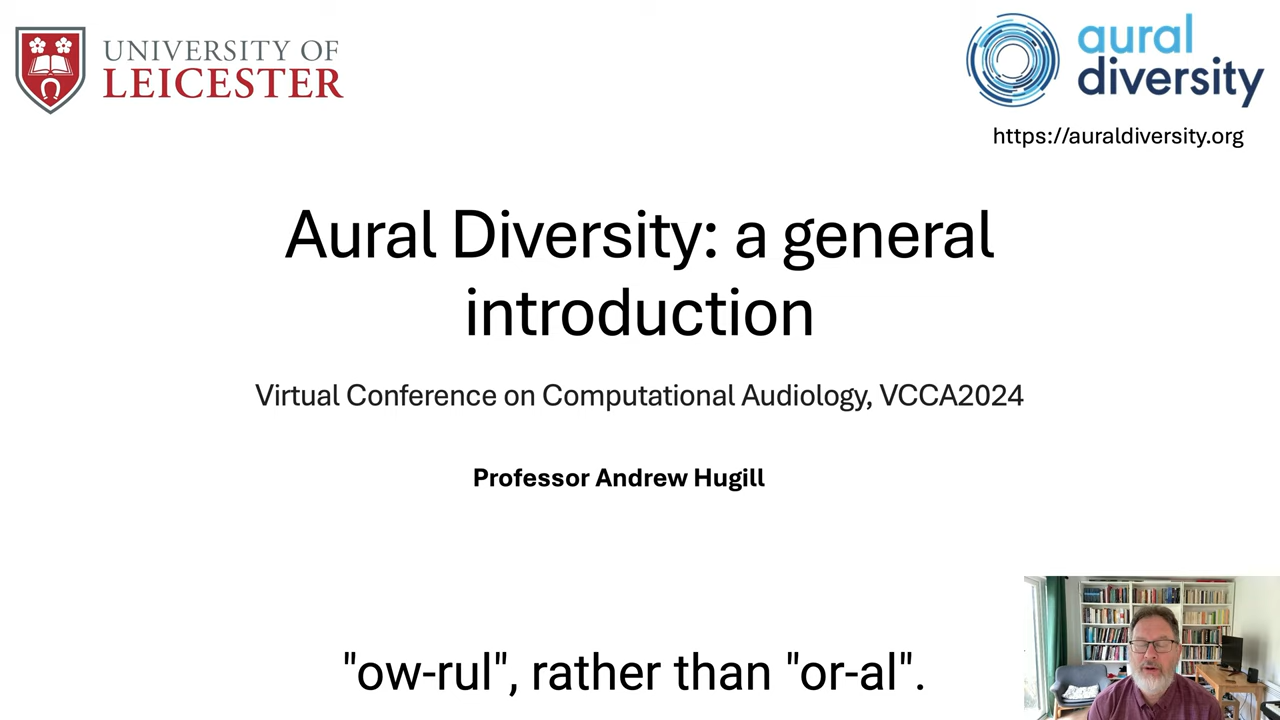 UNIVERSITY OF
LEICESTER
aural
diversity
https://auraldiversity.org
Aural Diversity: a general
introduction
Virtual Conference on Computational Audiology, VCCA2024
Professor Andrew Hugill
"ow-rul", rather than "or-al".